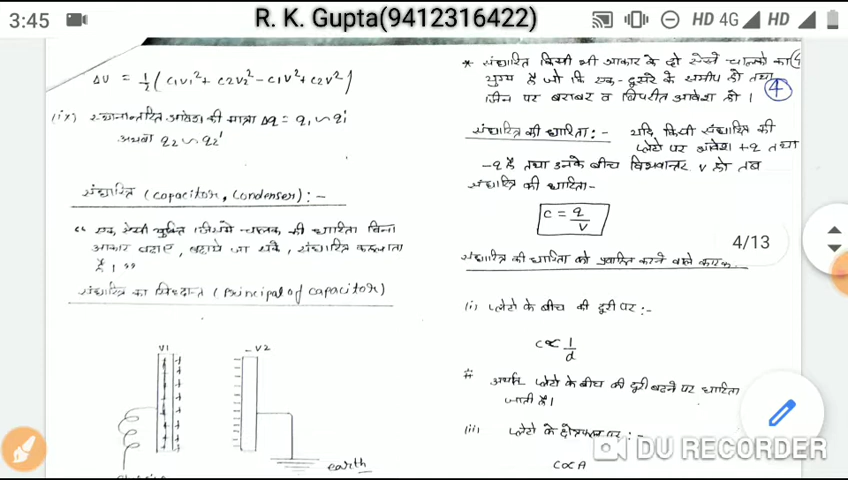 3:45
R. K. Gupta(9412316422)
HD 4G
HD
ΔU = 1/2 ( C1V1² + C2V2² - C1V² + C2V² )
(ix) स्थानान्तरित आवेश की मात्रा Δq = q1 ∼ q1'
अथवा q2 ∼ q2'
संधारित्र (Capacitor, Condenser) :-
“ एक ऐसी युक्ति जिसमे चालक की धारिता बिना
आकार बढाए, बढाये जा सके, संधारित्र कहलाता
है। ”
संधारित्र का सिद्धान्त (Principal of capacitor)
V1
- V2
earth
* संधारित्र किसी भी आकार के दो ऐसे चालको का
युग्म है जो कि एक-दूसरे के समीप हो तथा
जिन पर बराबर व विपरीत आवेश हो।
4
संधारित्र की धारिता :- यदि किसी संधारित्र की
प्लेटो पर आवेश +q तथा
-q है तथा उनके बीच विभवान्तर V हो तब
संधारित्र की धारिता-
C = q/V
4/13
संधारित्र की धारिता को प्रभावित करने वाले कारक
(i) प्लेटो के बीच की दूरी पर :-
C ∝ 1/d
अर्थात प्लेटो के बीच की दूरी बढने पर धारिता
जाती है।
(ii) प्लेटो के क्षेत्रफल पर :-
C ∝ A
DU RECORDER